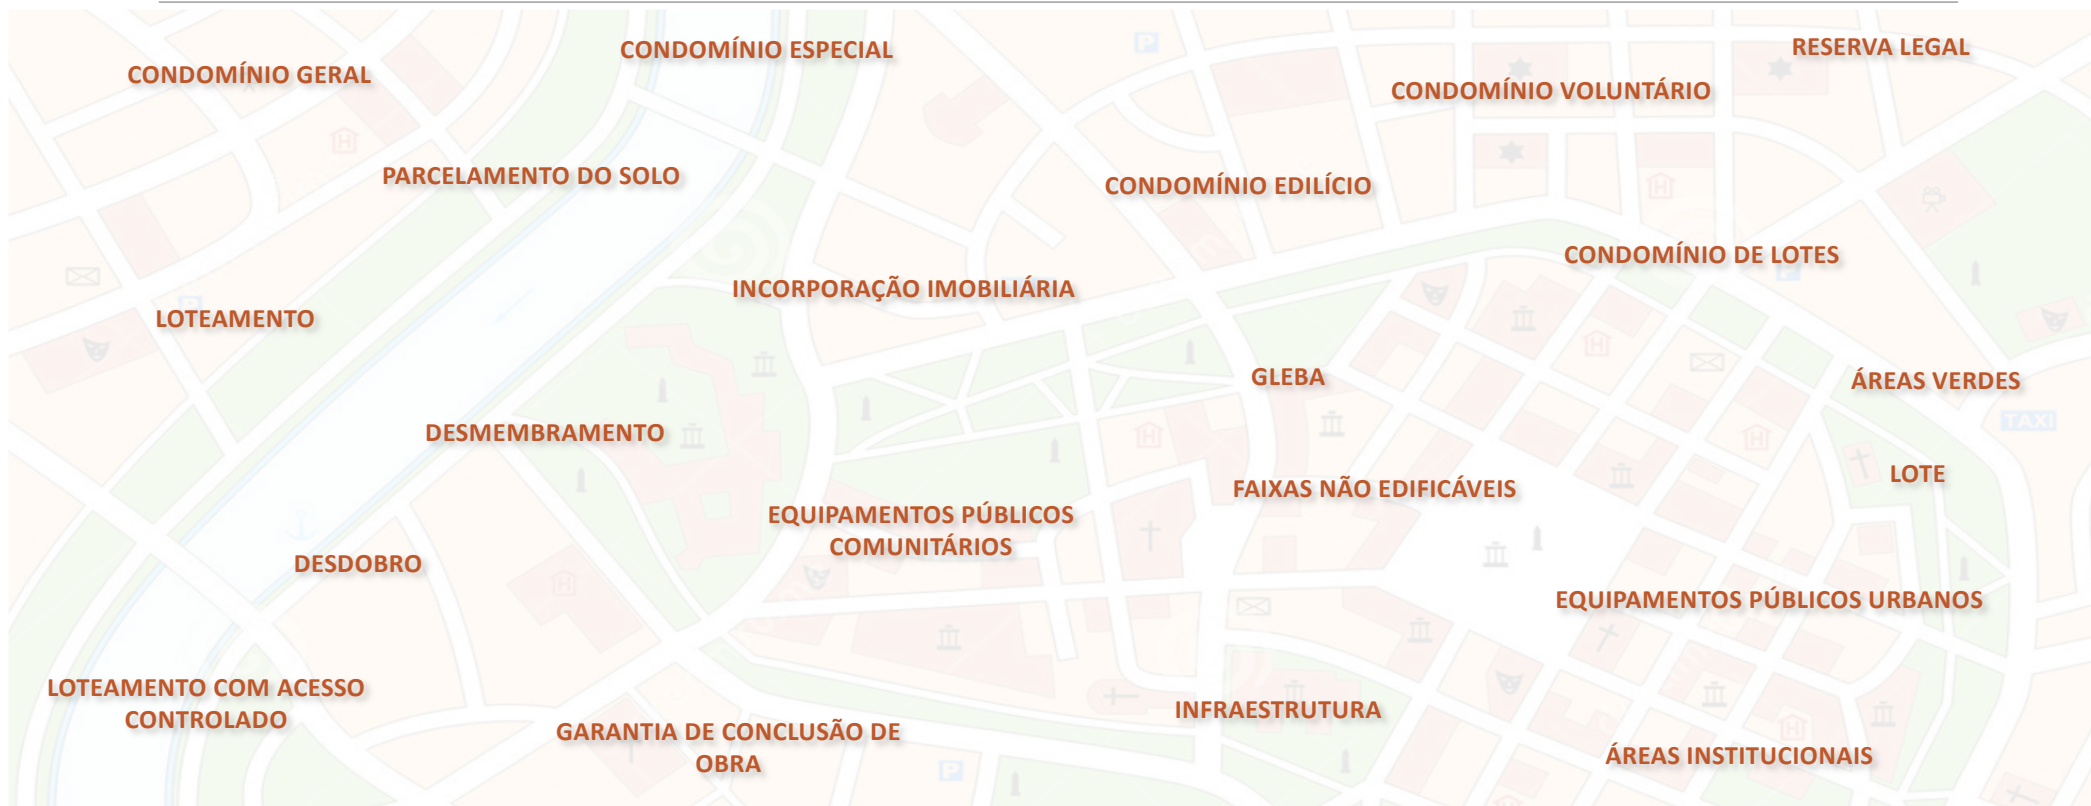 CONDOMÍNIO ESPECIAL
RESERVA LEGAL
CONDOMÍNIO GERAL
CONDOMÍNIO VOLUNTÁRIO
PARCELAMENTO DO SOLO
CONDOMÍNIO EDILÍCIO
CONDOMÍNIO DE LOTES
INCORPORAÇÃO IMOBILIÁRIA
LOTEAMENTO
GLEBA
ÁREAS VERDES
TAXI
DESMEMBRAMENTO
LOTE
FAIXAS NÃO EDIFICÁVEIS
EQUIPAMENTOS PÚBLICOS
COMUNITÁRIOS
DESDOBRO
EQUIPAMENTOS PÚBLICOS URBANOS
LOTEAMENTO COM ACESSO
CONTROLADO
INFRAESTRUTURA
GARANTIA DE CONCLUSÃO DE
OBRA
ÁREAS INSTITUCIONAIS